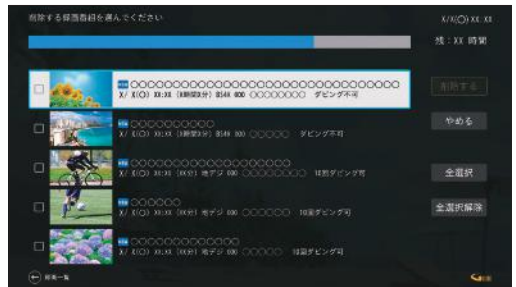 削除する録画番組を選んでください
X/X(○) XX:XX
残:XX 時間
○○○○○○○○○○○○○○○○○○○○○○○○○○○○○○
X/ X(○) XX:XX (X時間X分) BS4K 000 ○○○○○○○○ ダビング不可
削除する
○○○○○○○○○○
X/ X(○) XX:XX (X時間X分) BS4K 000 ○○○○○ ダビング不可
やめる
○○○○○○○○○○○○○○○○○○○
X/ X(○) XX:XX (XX分) 地デジ 000 ○○○○○○○○ 10回ダビング可
全選択
○○○○○○
X/ X(○) XX:XX (XX分) 地デジ 000 ○○○○○○ 10回ダビング可
全選択解除
○○○○○○○○○○○○○
X/ X(○) XX:XX (XX分) 地デジ 000 ○○○○○ 10回ダビング可
録画一覧